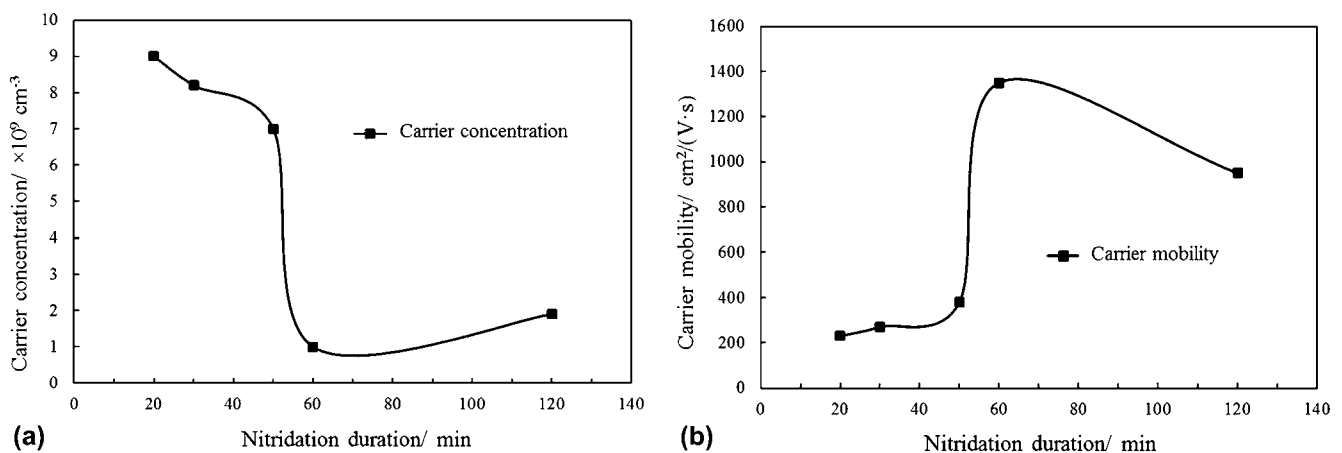 10
9
8
7
6
5
4
3
2
1
0
Carrier concentration/ ×10⁹ cm⁻³
Carrier concentration
0 20 40 60 80 100 120 140
(a)
Nitridation duration/ min
1600
1400
1200
1000
800
600
400
200
0
Carrier mobility/ cm²/(V·s)
Carrier mobility
0 20 40 60 80 100 120 140
(b)
Nitridation duration/ min